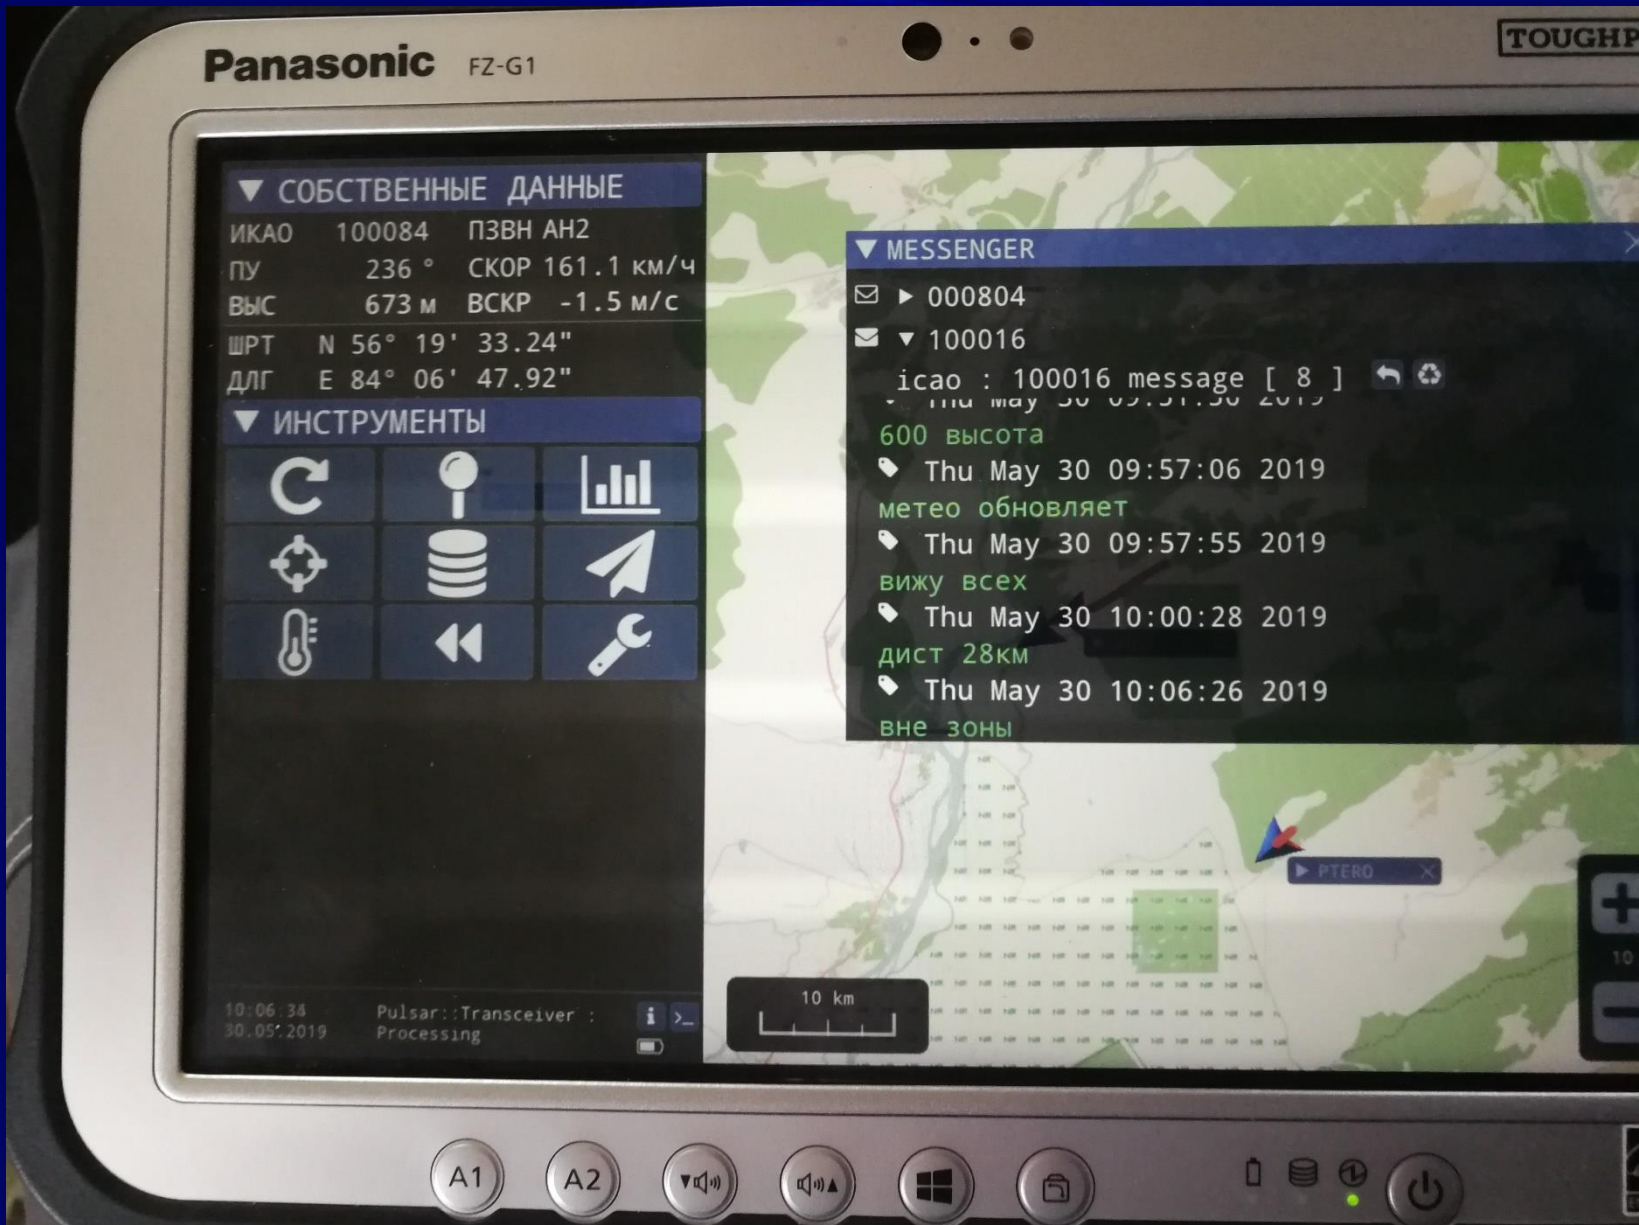 Panasonic FZ-G1
TOUGHP
▼ СОБСТВЕННЫЕ ДАННЫЕ
ИКАО 100084 ПЗВН АН2
ПУ 236 ° СКОР 161.1 км/ч
ВЫС 673 м ВСКР -1.5 м/с
ШРТ N 56° 19' 33.24"
ДЛГ E 84° 06' 47.92"
▼ ИНСТРУМЕНТЫ
10:06:38 Pulsar::Transceiver :
30.05.2019 Processing
▼ MESSENGER
▶ 000804
▼ 100016
icao : 100016 message [ 8 ]
600 высота
Thu May 30 09:57:06 2019
метео обновляет
Thu May 30 09:57:55 2019
вижу всех
Thu May 30 10:00:28 2019
дист 28км
Thu May 30 10:06:26 2019
вне зоны
▶ PTERO
10 km
10
A1 A2